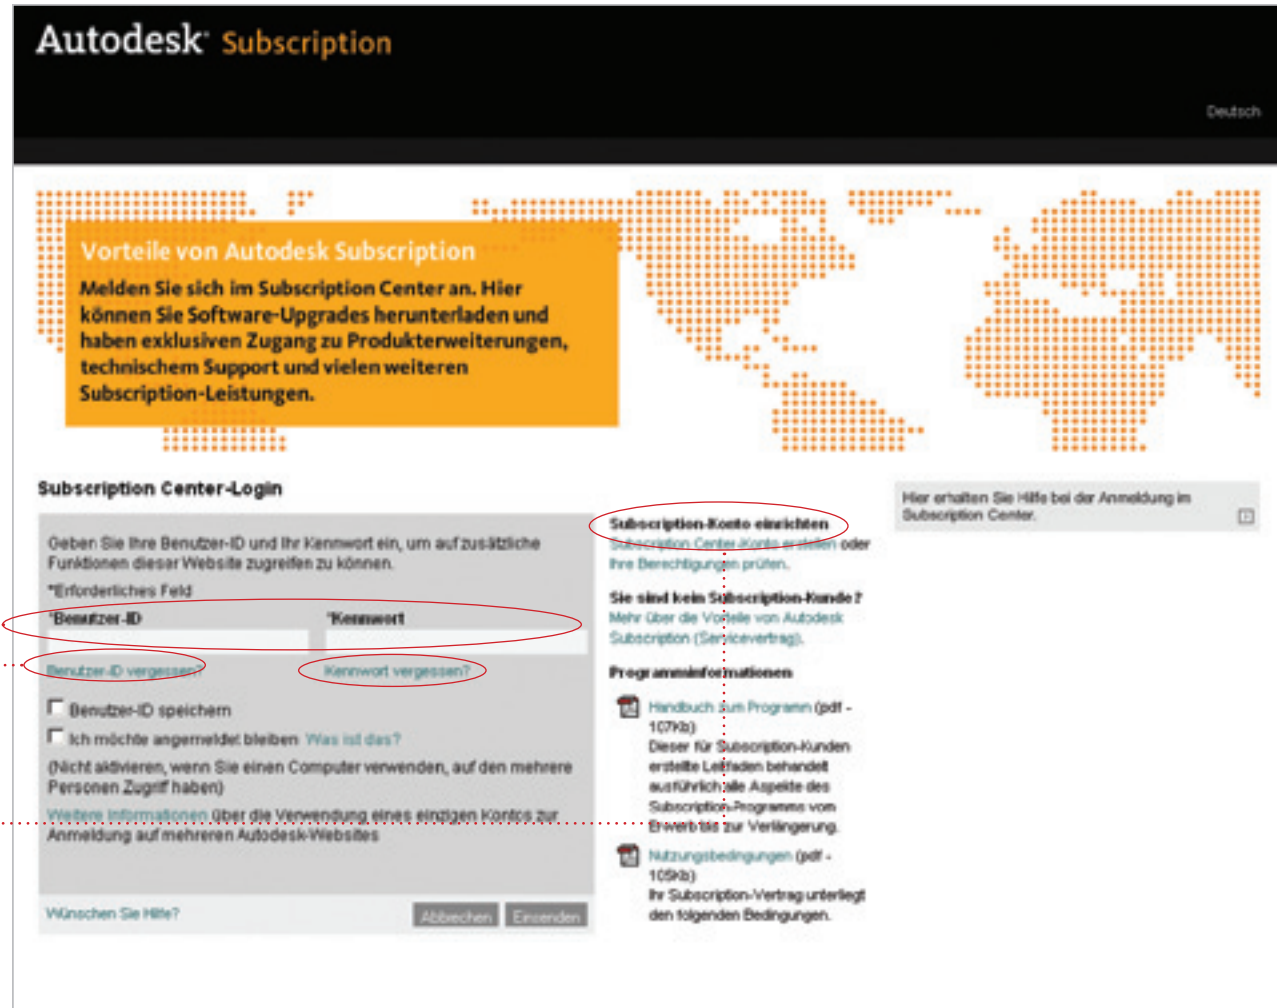 Autodesk® Subscription
Deutsch
Vorteile von Autodesk Subscription
Melden Sie sich im Subscription Center an. Hier
können Sie Software-Upgrades herunterladen und
haben exklusiven Zugang zu Produkterweiterungen,
technischem Support und vielen weiteren
Subscription-Leistungen.
Subscription Center-Login
Geben Sie Ihre Benutzer-ID und Ihr Kennwort ein, um auf zusätzliche
Funktionen dieser Website zugreifen zu können.
*Erforderliches Feld
*Benutzer-ID *Kennwort
Benutzer-ID vergessen? Kennwort vergessen?
Benutzer-ID speichern
Ich möchte angemeldet bleiben Was ist das?
(Nicht aktivieren, wenn Sie einen Computer verwenden, auf den mehrere
Personen Zugriff haben)
Weitere Informationen über die Verwendung eines einzigen Kontos zur
Anmeldung auf mehreren Autodesk-Websites
Wünschen Sie Hilfe? Abbrechen Einsenden
Subscription-Konto einrichten
Subscription Center-Konto erstellen oder
Ihre Berechtigungen prüfen.
Sie sind kein Subscription-Kunde?
Mehr über die Vorteile von Autodesk
Subscription (Servicevertrag).
Programminformationen
Handbuch zum Programm (pdf -
107Kb)
Dieser für Subscription-Kunden
erstellte Leitfaden behandelt
ausführlich alle Aspekte des
Subscription-Programms vom
Erwerb bis zur Verlängerung.
Nutzungsbedingungen (pdf -
105Kb)
Ihr Subscription-Vertrag unterliegt
den folgenden Bedingungen.
Hier erhalten Sie Hilfe bei der Anmeldung im
Subscription Center.